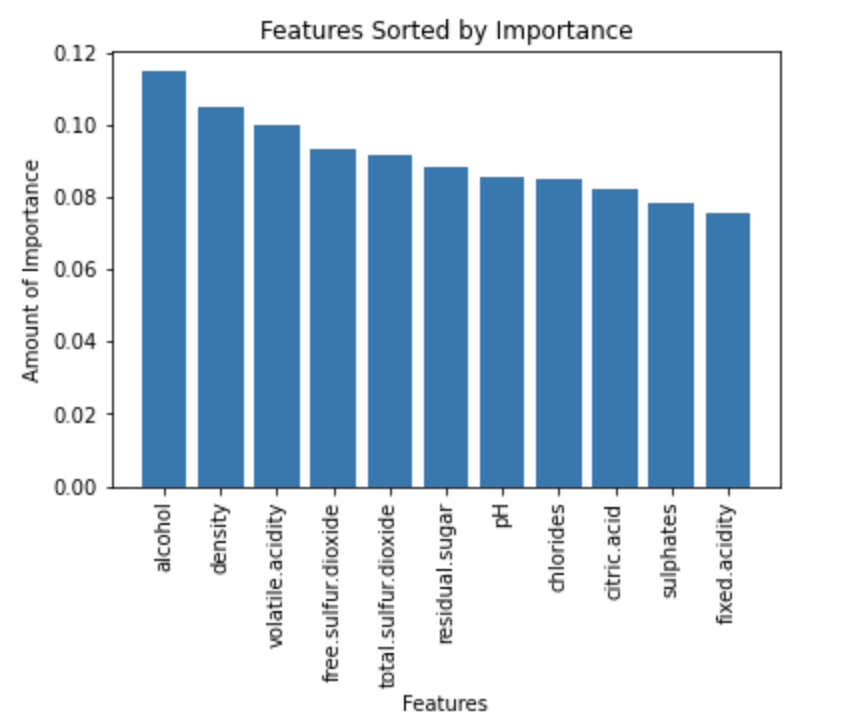 Features Sorted by Importance
Amount of Importance
0.12
0.10
0.08
0.06
0.04
0.02
0.00
alcohol
density
volatile.acidity
free.sulfur.dioxide
total.sulfur.dioxide
residual.sugar
pH
chlorides
citric.acid
sulphates
fixed.acidity
Features